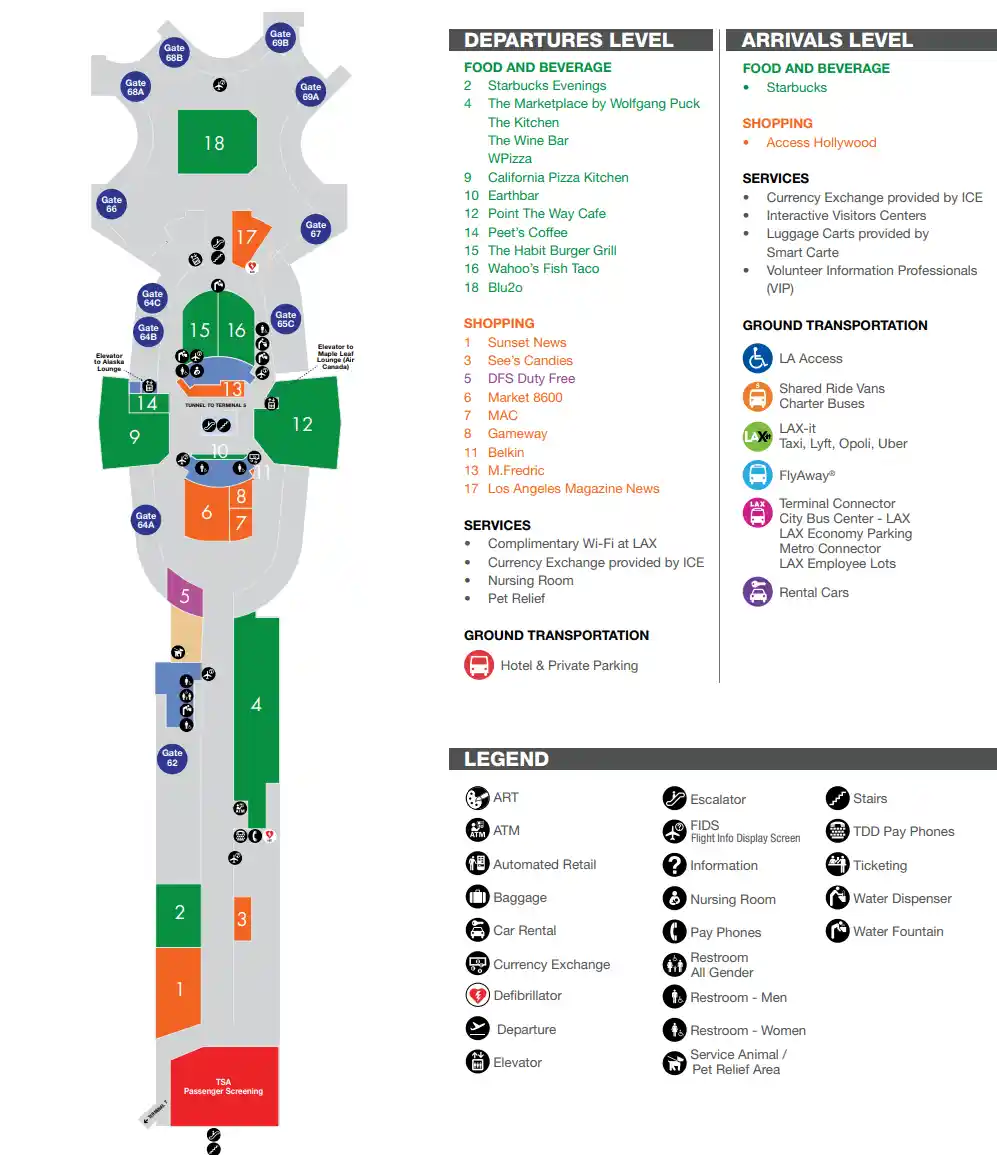 Gate
69B
Gate
68B
Gate
68A
Gate
69A
18
Gate
66
Gate
67
17
Gate
64C
Gate
64B
Gate
65C
15
16
Elevator
to Alaska
Lounge
Elevator to
Maple Leaf
Lounge (Air
Canada)
13
TUNNEL TO TERMINAL 5
14
9
12
10
11
6
8
7
Gate
64A
5
4
Gate
62
2
3
1
TSA
Passenger Screening
TERMINAL 7
DEPARTURES LEVEL
FOOD AND BEVERAGE
2 Starbucks Evenings
4 The Marketplace by Wolfgang Puck
The Kitchen
The Wine Bar
WPizza
9 California Pizza Kitchen
10 Earthbar
12 Point The Way Cafe
14 Peet's Coffee
15 The Habit Burger Grill
16 Wahoo's Fish Taco
18 Blu2o
SHOPPING
1 Sunset News
3 See's Candies
5 DFS Duty Free
6 Market 8600
7 MAC
8 Gameway
11 Belkin
13 M.Fredric
17 Los Angeles Magazine News
SERVICES
• Complimentary Wi-Fi at LAX
• Currency Exchange provided by ICE
• Nursing Room
• Pet Relief
GROUND TRANSPORTATION
Hotel & Private Parking
ARRIVALS LEVEL
FOOD AND BEVERAGE
• Starbucks
SHOPPING
• Access Hollywood
SERVICES
• Currency Exchange provided by ICE
• Interactive Visitors Centers
• Luggage Carts provided by
Smart Carte
• Volunteer Information Professionals
(VIP)
GROUND TRANSPORTATION
LA Access
S
Shared Ride Vans
Charter Buses
LAXit
LAX-it
Taxi, Lyft, Opoli, Uber
FlyAway®
LAX
Terminal Connector
City Bus Center - LAX
LAX Economy Parking
Metro Connector
LAX Employee Lots
Rental Cars
LEGEND
ART
ATM
ATM
Automated Retail
Baggage
Car Rental
Currency Exchange
Defibrillator
Departure
Elevator
Escalator
FIDS
Flight Info Display Screen
Information
Nursing Room
Pay Phones
Restroom
All Gender
Restroom - Men
Restroom - Women
Service Animal /
Pet Relief Area
Stairs
TDD Pay Phones
Ticketing
Water Dispenser
Water Fountain